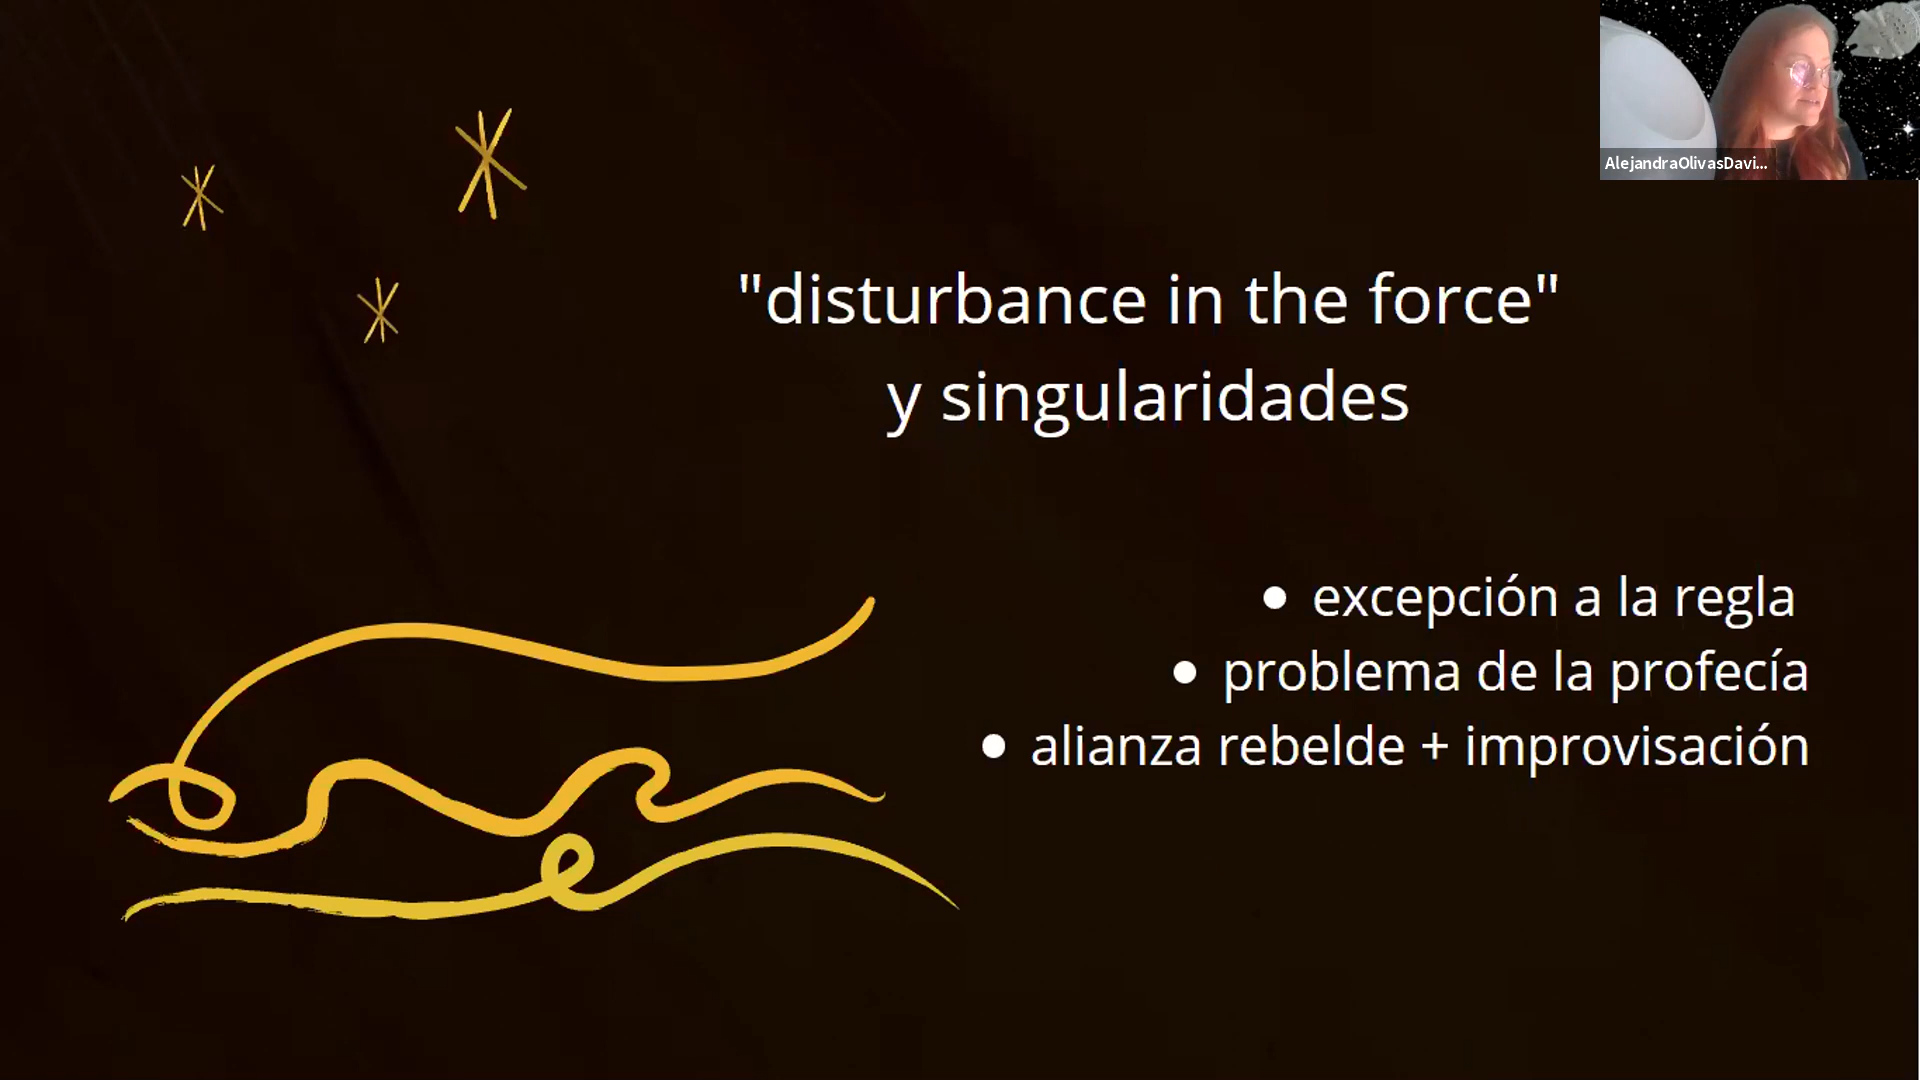 AlejandraOlivasDavi...
"disturbance in the force"
y singularidades
• excepción a la regla
• problema de la profecía
• alianza rebelde + improvisación